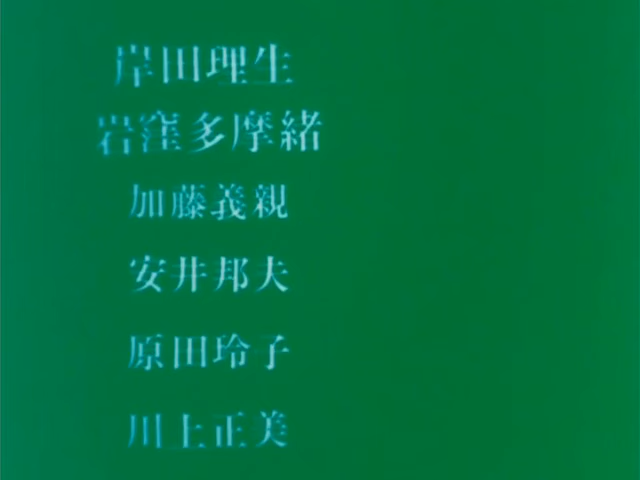 岸田理生
岩窪多摩緒
加藤義親
安井邦夫
原田玲子
川上正美